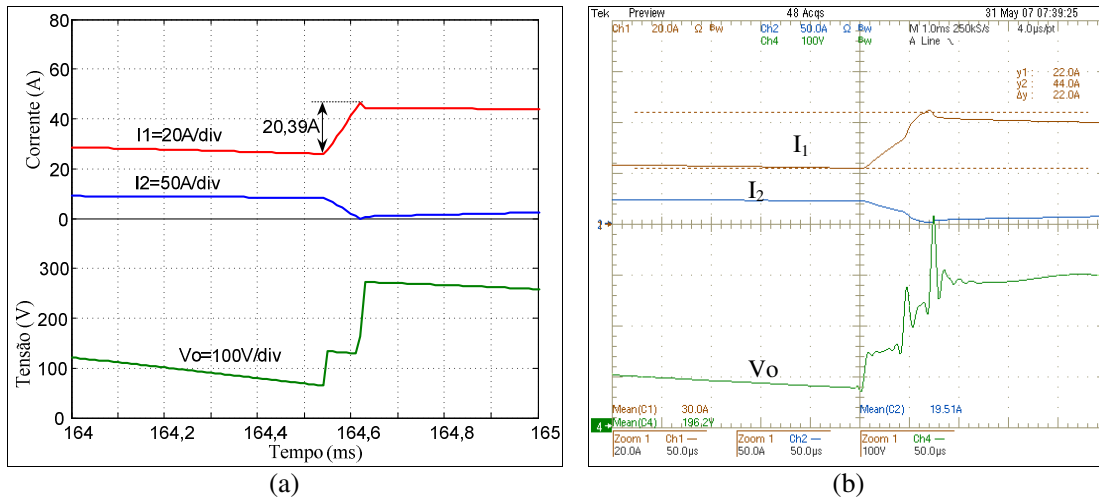 80
60
40
20
0
Corrente (A)
20,39A
I1=20A/div
I2=50A/div
300
200
100
0
Tensão (V)
Vo=100V/div
164 164,2 164,4 164,6 164,8 165
Tempo (ms)
(a)
Tek Preview 48 Acqs 31 May 07 07:39:25
Ch1 20.0A Ω Bw Ch2 50.0A Ω Bw M 1.0ms 250kS/s 4.0µs/pt
Ch4 100V Bw A Line
y1 : 22.0A
y2 : 44.0A
Δy : 22.0A
I1
I2
2
Vo
4
Mean(C1) 30.0A Mean(C2) 19.51A
Mean(C4) 196.2V
Zoom 1 Ch1 Zoom 1 Ch2 Zoom 1 Ch4
20.0A 50.0µs 50.0A 50.0µs 100V 50.0µs
(b)